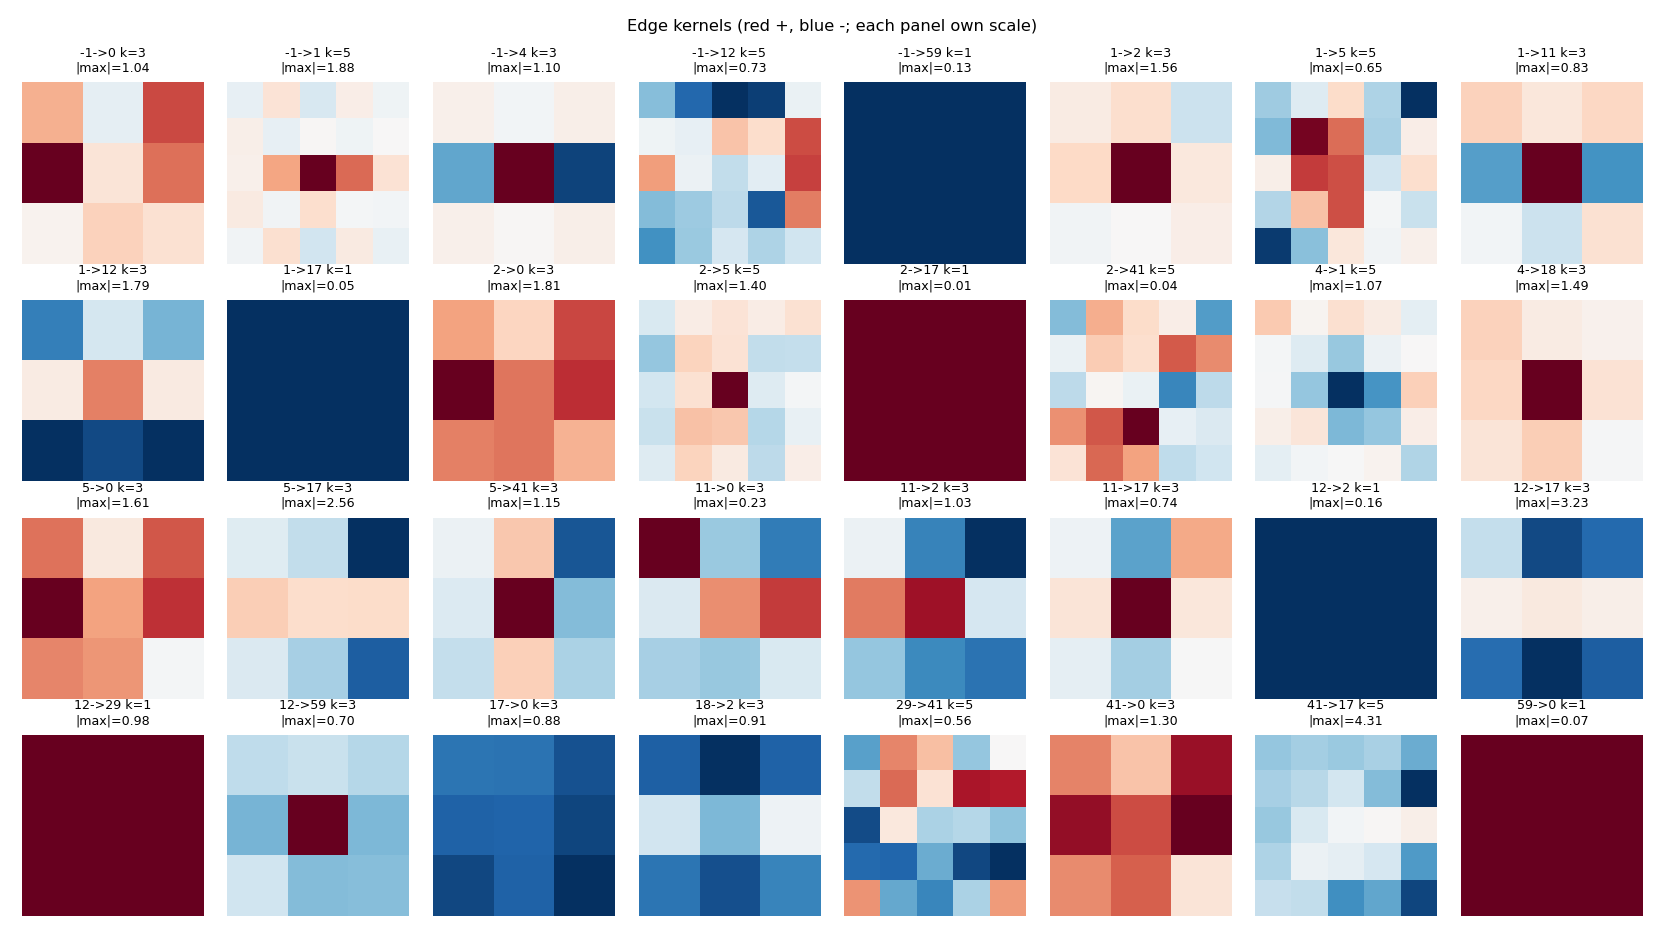 Edge kernels (red +, blue -; each panel own scale)
-1->0 k=3
|max|=1.04
-1->1 k=5
|max|=1.88
-1->4 k=3
|max|=1.10
-1->12 k=5
|max|=0.73
-1->59 k=1
|max|=0.13
1->2 k=3
|max|=1.56
1->5 k=5
|max|=0.65
1->11 k=3
|max|=0.83
1->12 k=3
|max|=1.79
1->17 k=1
|max|=0.05
2->0 k=3
|max|=1.81
2->5 k=5
|max|=1.40
2->17 k=1
|max|=0.01
2->41 k=5
|max|=0.04
4->1 k=5
|max|=1.07
4->18 k=3
|max|=1.49
5->0 k=3
|max|=1.61
5->17 k=3
|max|=2.56
5->41 k=3
|max|=1.15
11->0 k=3
|max|=0.23
11->2 k=3
|max|=1.03
11->17 k=3
|max|=0.74
12->2 k=1
|max|=0.16
12->17 k=3
|max|=3.23
12->29 k=1
|max|=0.98
12->59 k=3
|max|=0.70
17->0 k=3
|max|=0.88
18->2 k=3
|max|=0.91
29->41 k=5
|max|=0.56
41->0 k=3
|max|=1.30
41->17 k=5
|max|=4.31
59->0 k=1
|max|=0.07